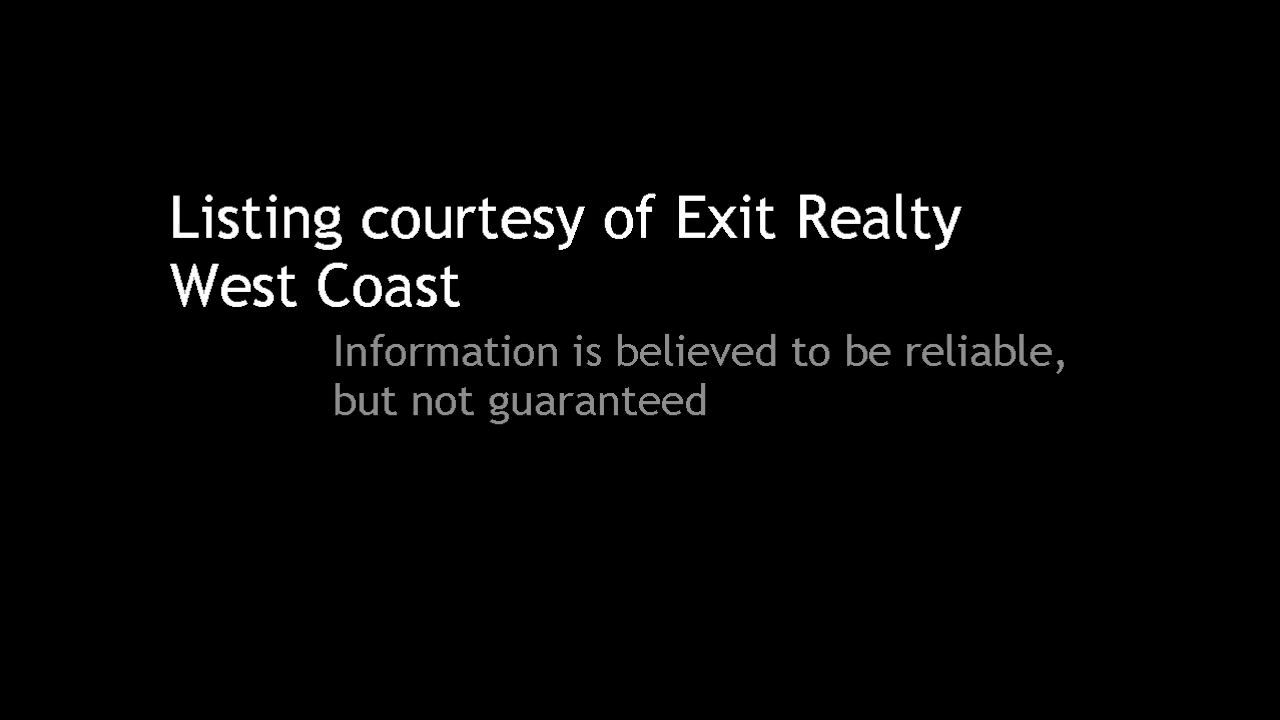 Listing courtesy of Exit Realty
West Coast
Information is believed to be reliable,
but not guaranteed